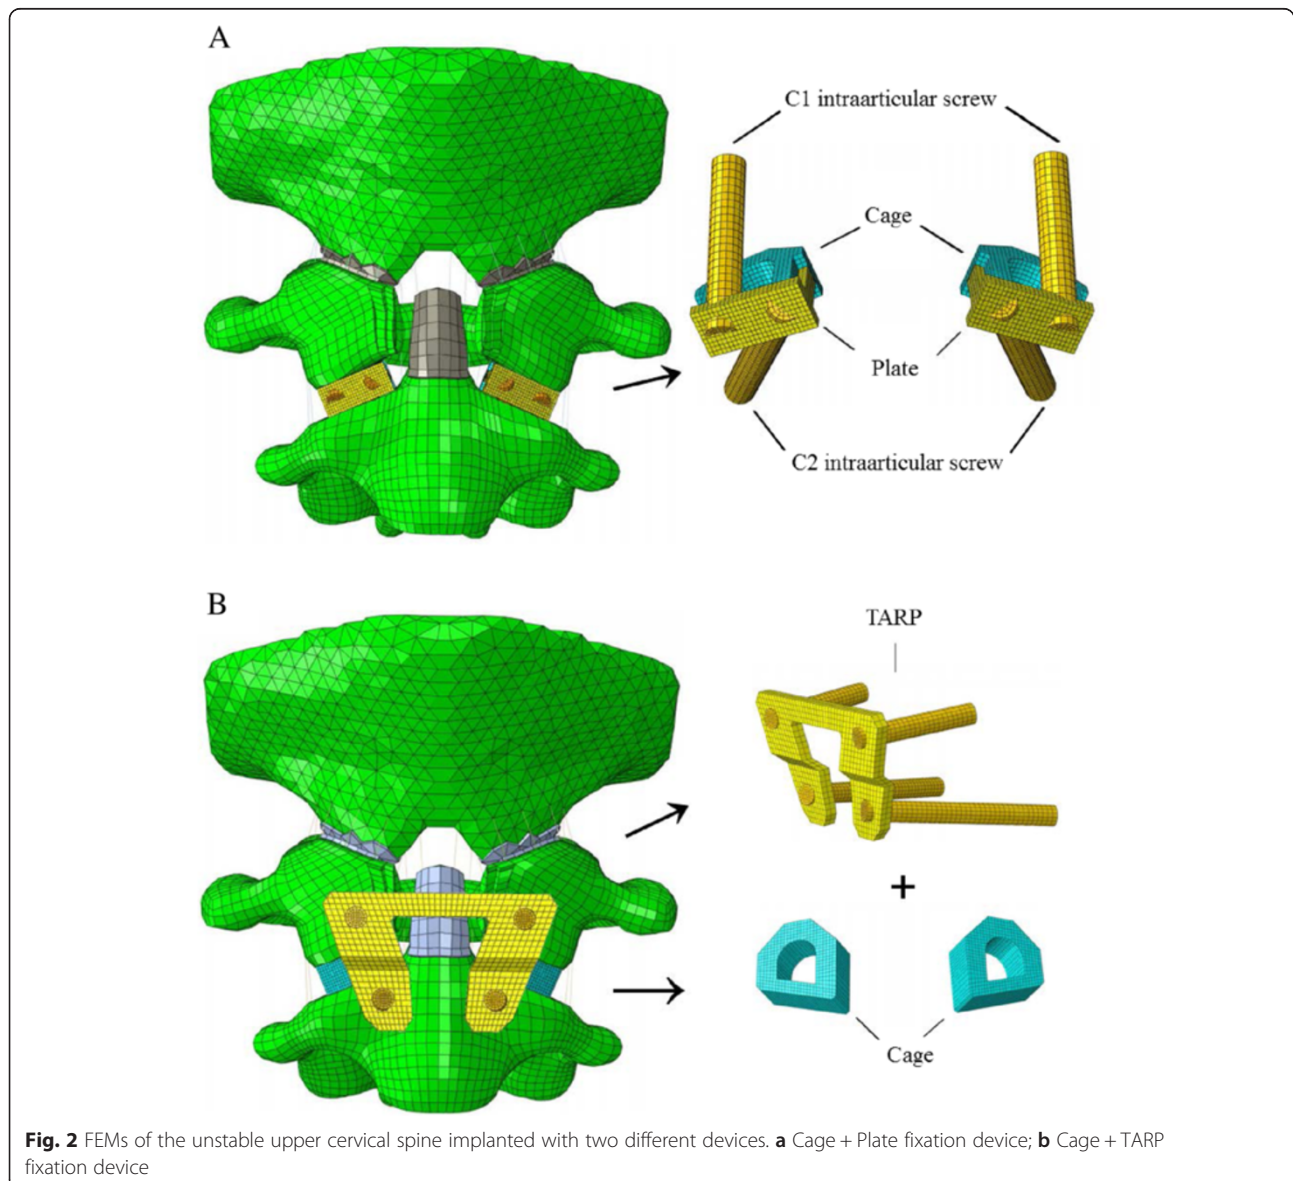 A
C1 intraarticular screw
Cage
Plate
C2 intraarticular screw
B
TARP
+
Cage
Fig. 2 FEMs of the unstable upper cervical spine implanted with two different devices. a Cage + Plate fixation device; b Cage + TARP
fixation device